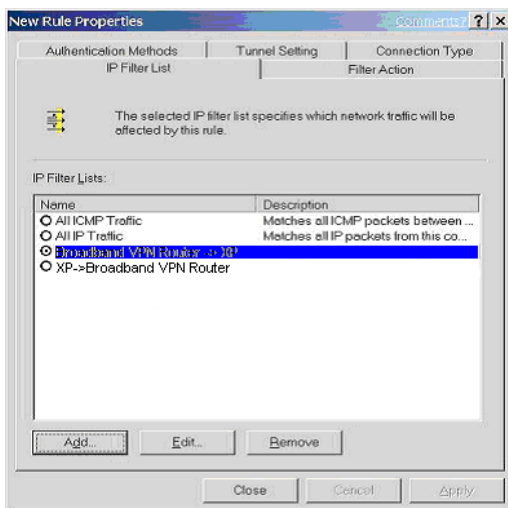 New Rule Properties Comments? ? ×
Authentication Methods Tunnel Setting Connection Type
IP Filter List Filter Action
The selected IP filter list specifies which network traffic will be
affected by this rule.
IP Filter Lists:
Name Description
All ICMP Traffic Matches all ICMP packets between ...
All IP Traffic Matches all IP packets from this co...
Broadband VPN Router -> XP
XP->Broadband VPN Router
Add... Edit... Remove
Close Cancel Apply